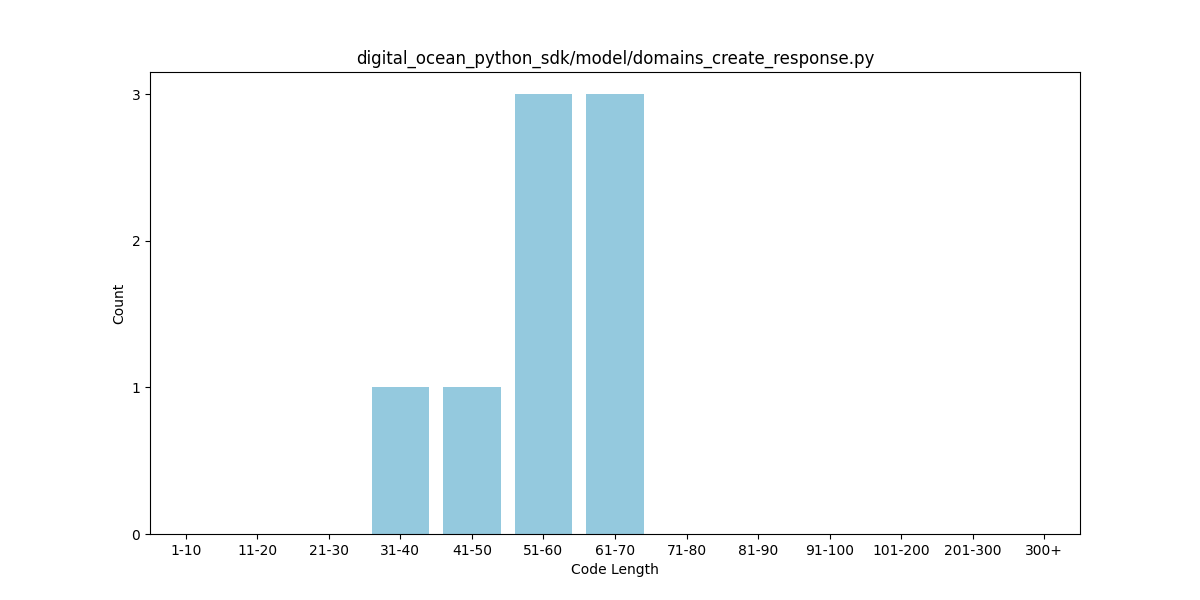 digital_ocean_python_sdk/model/domains_create_response.py
3
2
1
0
Count
1-10 11-20 21-30 31-40 41-50 51-60 61-70 71-80 81-90 91-100 101-200 201-300 300+
Code Length